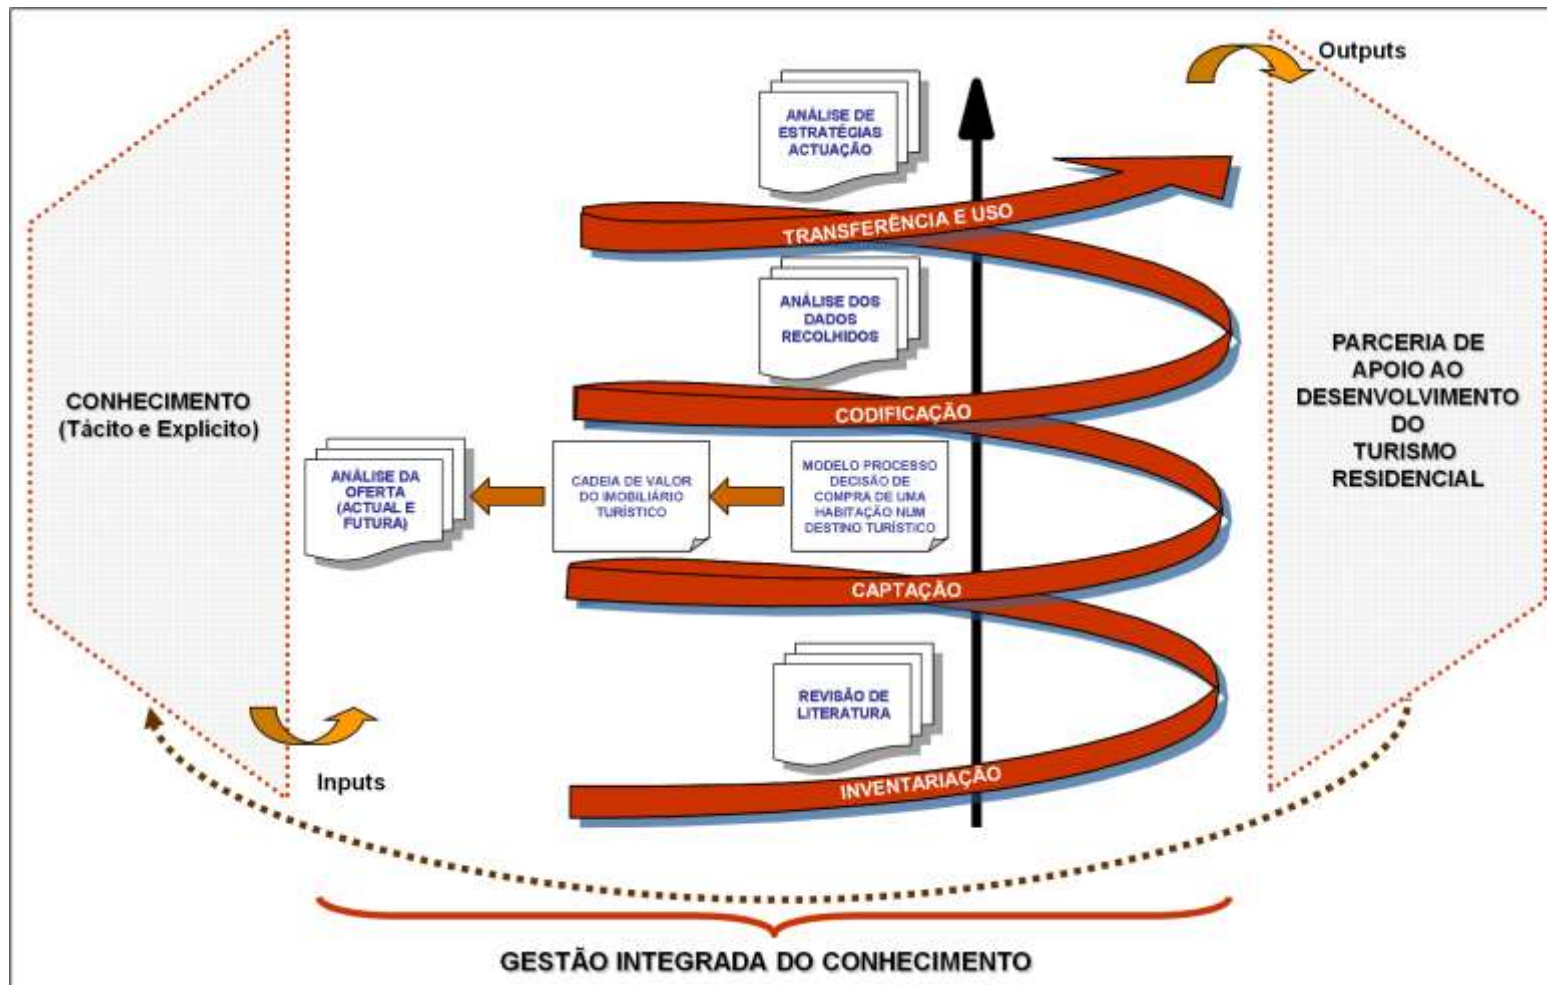 Outputs
ANÁLISE DE
ESTRATÉGIAS
ACTUAÇÃO
TRANSFERÊNCIA E USO
ANÁLISE DOS
DADOS
RECOLHIDOS
PARCERIA DE
APOIO AO
DESENVOLVIMENTO
DO
TURISMO
RESIDENCIAL
CONHECIMENTO
(Tácito e Explicito)
CODIFICAÇÃO
ANÁLISE DA
OFERTA
(ACTUAL E
FUTURA)
CADEIA DE VALOR
DO IMOBILIÁRIO
TURÍSTICO
MODELO PROCESSO
DECISÃO DE
COMPRA DE UMA
HABITAÇÃO NUM
DESTINO TURÍSTICO
CAPTAÇÃO
REVISÃO DE
LITERATURA
Inputs
INVENTARIAÇÃO
GESTÃO INTEGRADA DO CONHECIMENTO